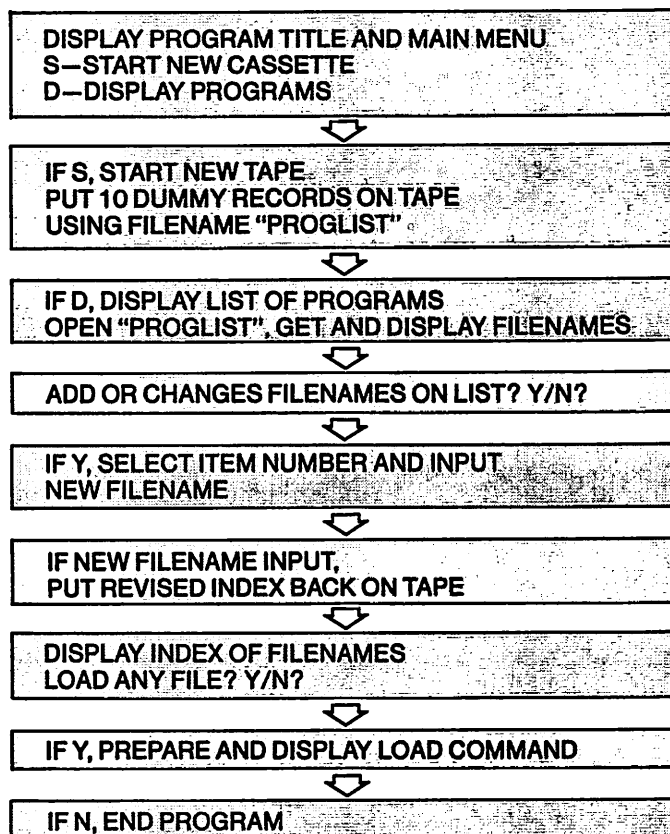 DISPLAY PROGRAM TITLE AND MAIN MENU
S—START NEW CASSETTE
D—DISPLAY PROGRAMS
IF S, START NEW TAPE
PUT 10 DUMMY RECORDS ON TAPE
USING FILENAME "PROGLIST"
IF D, DISPLAY LIST OF PROGRAMS
OPEN "PROGLIST", GET AND DISPLAY FILENAMES
ADD OR CHANGES FILENAMES ON LIST? Y/N?
IF Y, SELECT ITEM NUMBER AND INPUT
NEW FILENAME
IF NEW FILENAME INPUT,
PUT REVISED INDEX BACK ON TAPE
DISPLAY INDEX OF FILENAMES
LOAD ANY FILE? Y/N?
IF Y, PREPARE AND DISPLAY LOAD COMMAND
IF N, END PROGRAM